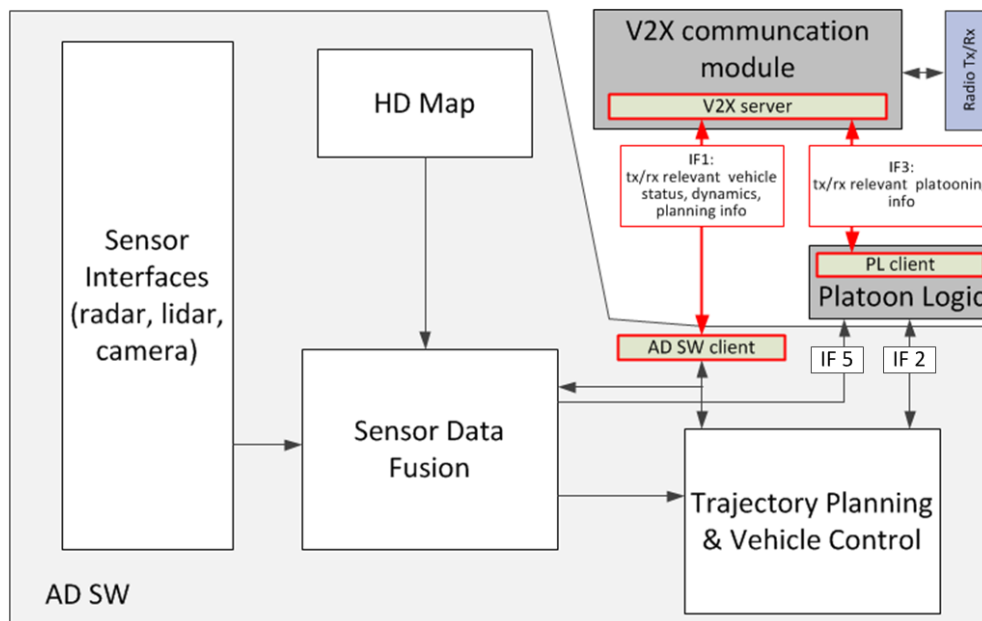 V2X communcation
module
V2X server
Radio Tx/Rx
HD Map
IF1:
tx/rx relevant vehicle
status, dynamics,
planning info
IF3:
tx/rx relevant platooning
info
Sensor
Interfaces
(radar, lidar,
camera)
PL client
Platoon Logic
AD SW client
IF 5
IF 2
Sensor Data
Fusion
Trajectory Planning
& Vehicle Control
AD SW